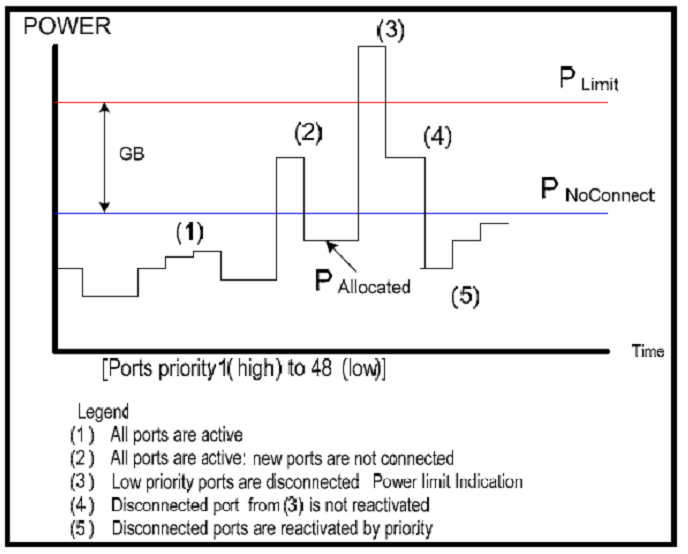 POWER
(3)
P Limit
(2)
(4)
GB
P NoConnect
(1)
P Allocated
(5)
Time
[Ports priority 1( high) to 48 (low)]
Legend
(1) All ports are active
(2) All ports are active: new ports are not connected
(3) Low priority ports are disconnected Power limit Indication
(4) Disconnected port from (3) is not reactivated
(5) Disconnected ports are reactivated by priority